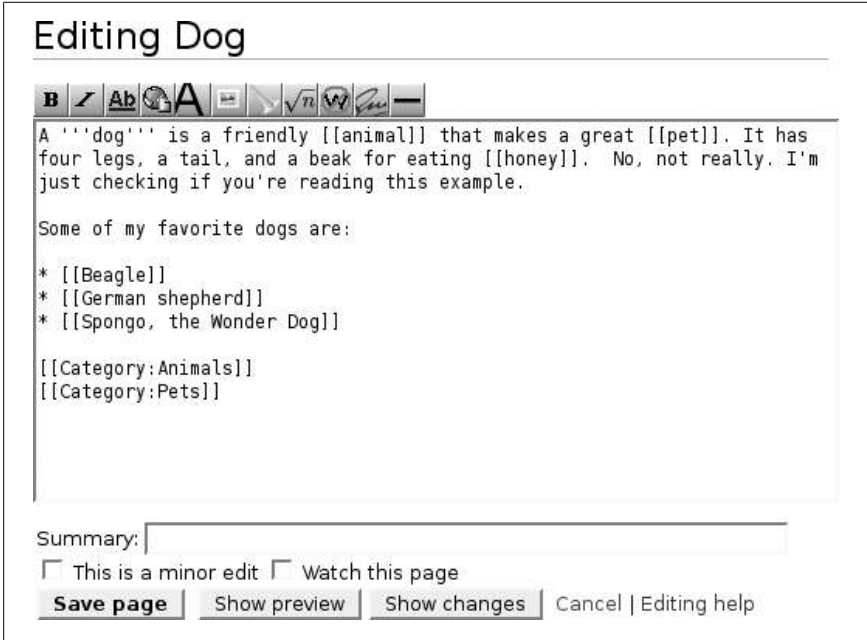 Editing Dog
B I Ab A √n W
A '''dog''' is a friendly [[animal]] that makes a great [[pet]]. It has
four legs, a tail, and a beak for eating [[honey]].  No, not really. I'm
just checking if you're reading this example.
Some of my favorite dogs are:
* [[Beagle]]
* [[German shepherd]]
* [[Spongo, the Wonder Dog]]
[[Category:Animals]]
[[Category:Pets]]
Summary:
This is a minor edit Watch this page
Save page Show preview Show changes Cancel | Editing help